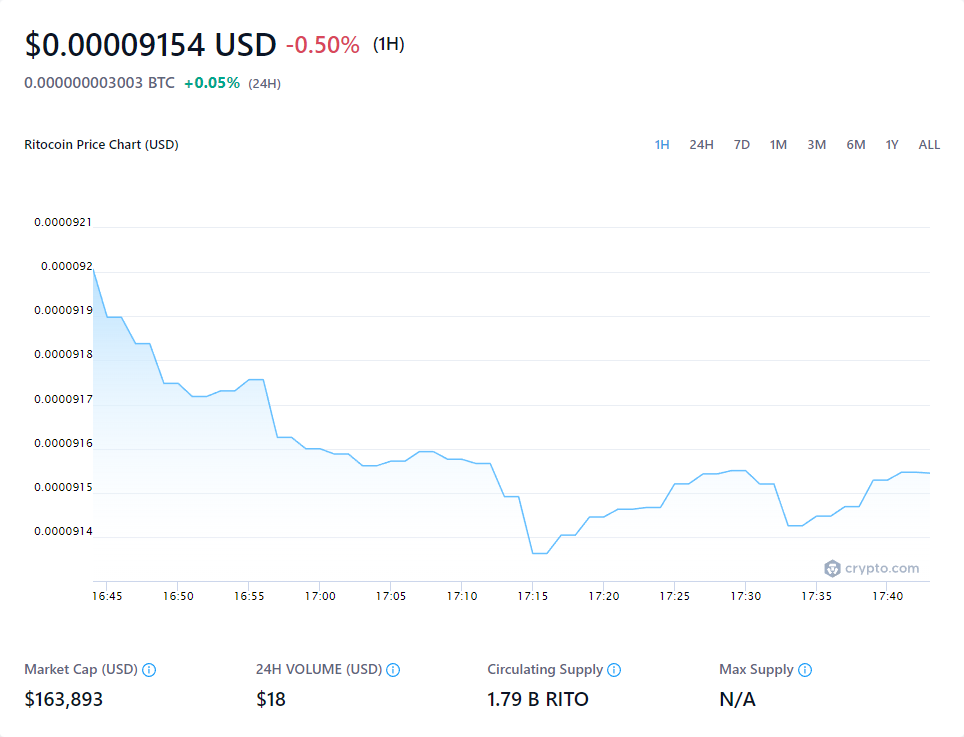 $0.00009154 USD -0.50% (1H)
0.000000003003 BTC +0.05% (24H)
Ritocoin Price Chart (USD) 1H 24H 7D 1M 3M 6M 1Y ALL
0.0000921
0.000092
0.0000919
0.0000918
0.0000917
0.0000916
0.0000915
0.0000914
crypto.com
16:45 16:50 16:55 17:00 17:05 17:10 17:15 17:20 17:25 17:30 17:35 17:40
Market Cap (USD) 24H VOLUME (USD) Circulating Supply Max Supply
$163,893 $18 1.79 B RITO N/A